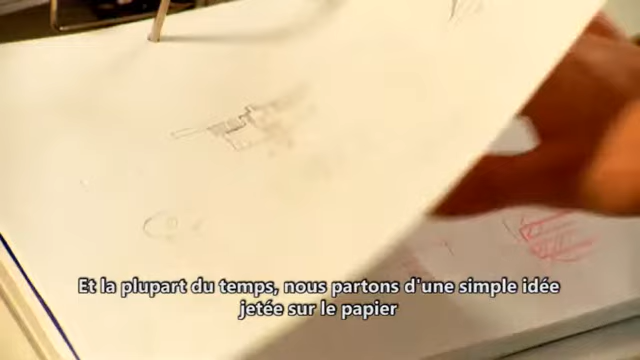 Et la plupart du temps, nous partons d'une simple idée
jetée sur le papier